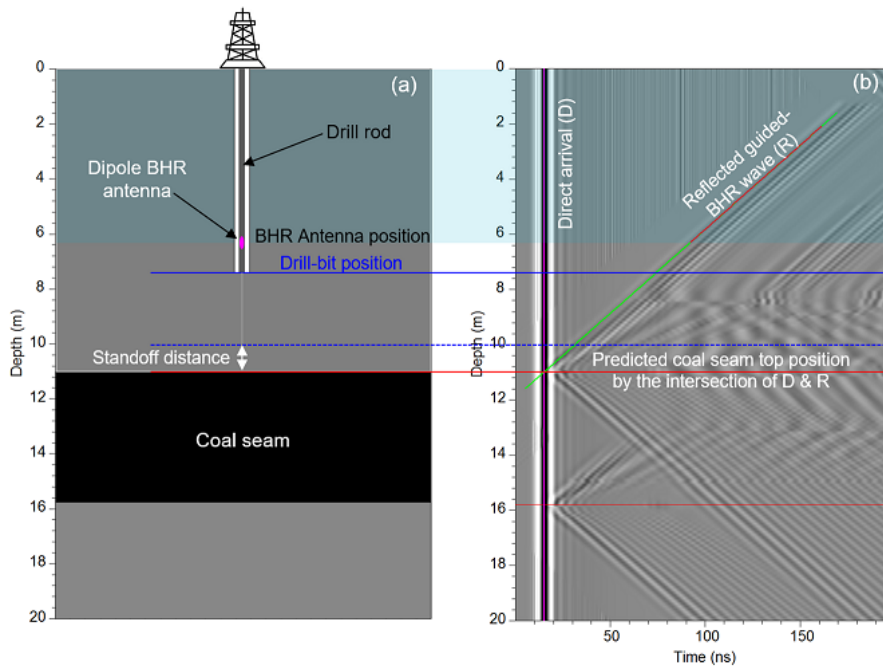 (a)
Drill rod
Dipole BHR
antenna
BHR Antenna position
Drill-bit position
Standoff distance
Coal seam
Depth (m)
0
2
4
6
8
10
12
14
16
18
20
(b)
Direct arrival (D)
Reflected guided-
BHR wave (R)
Predicted coal seam top position
by the intersection of D & R
Depth (m)
0
2
4
6
8
10
12
14
16
18
20
50
100
150
Time (ns)